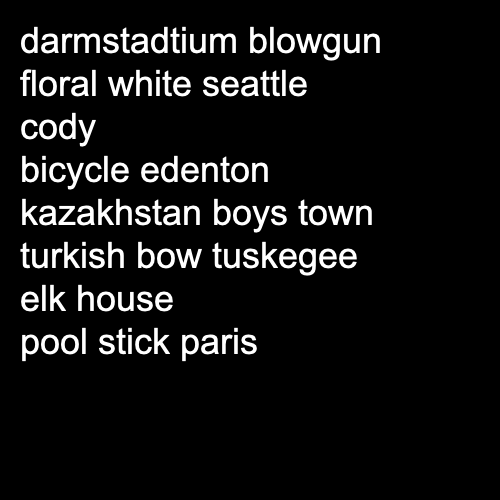 darmstadtium blowgun
floral white seattle
cody
bicycle edenton
kazakhstan boys town
turkish bow tuskegee
elk house
pool stick paris